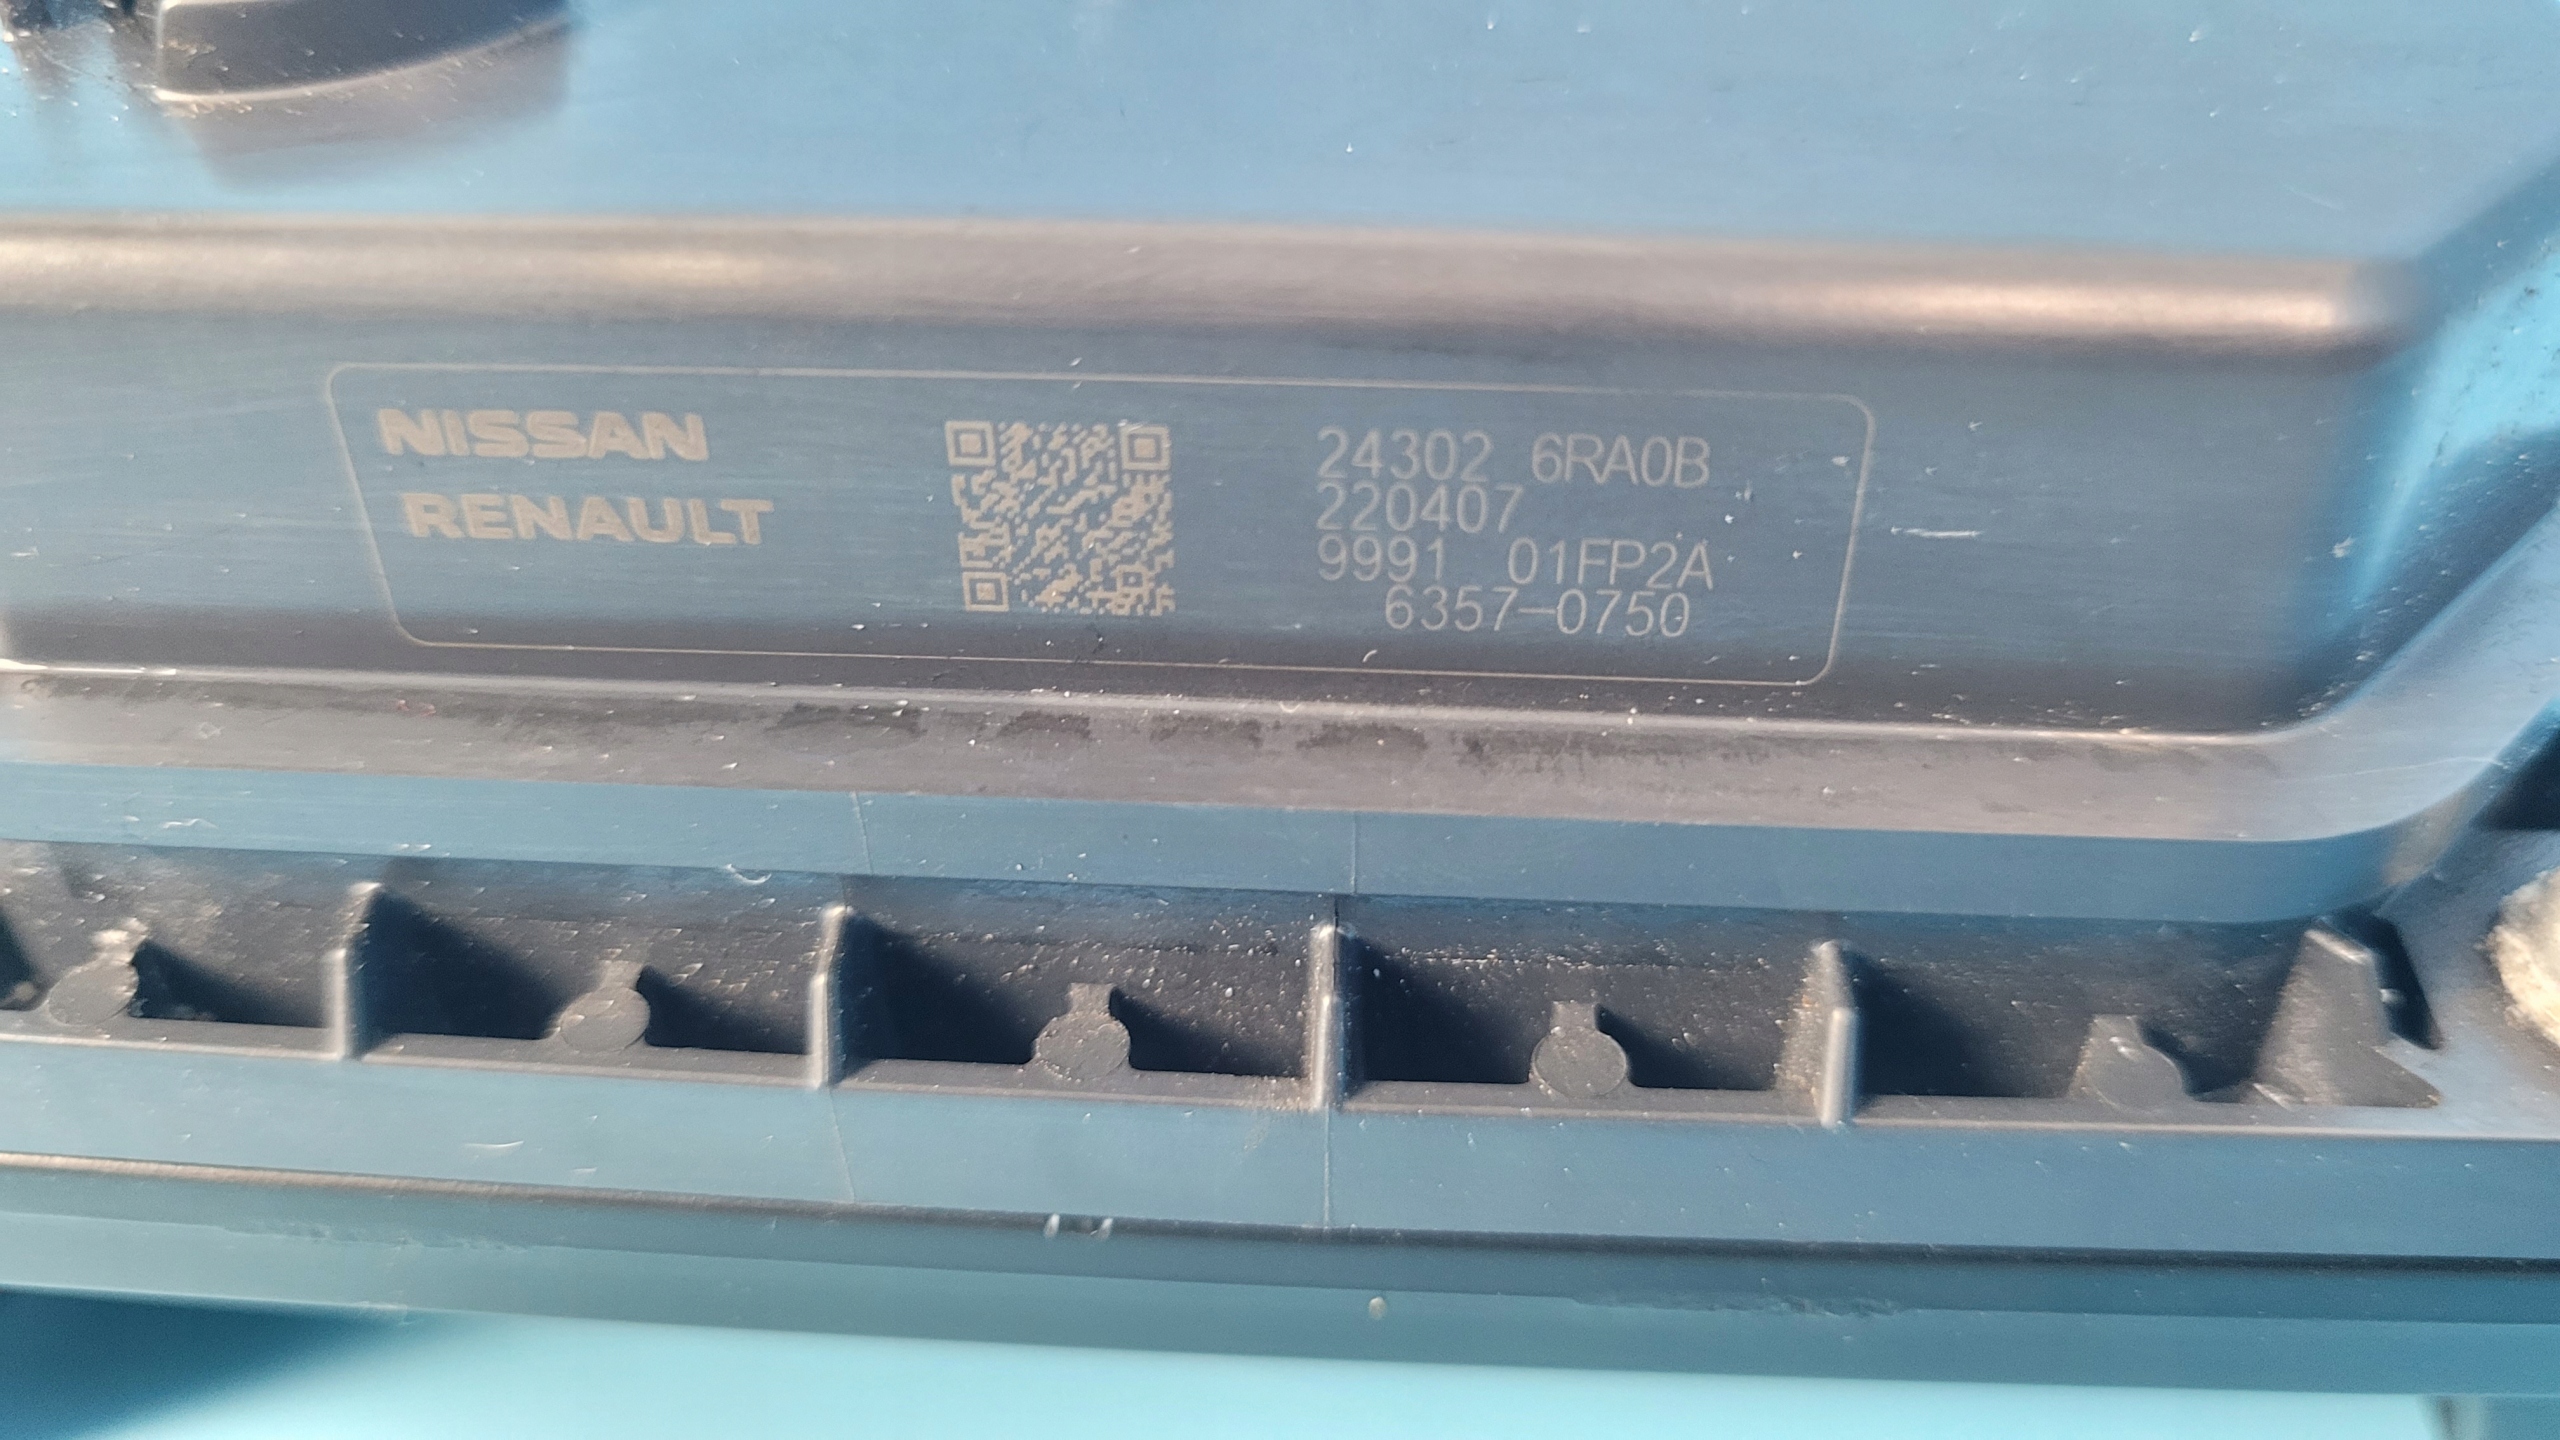 NISSAN
RENAULT
24302 6RA0B
220407
9991 01FP2A
6357-0750